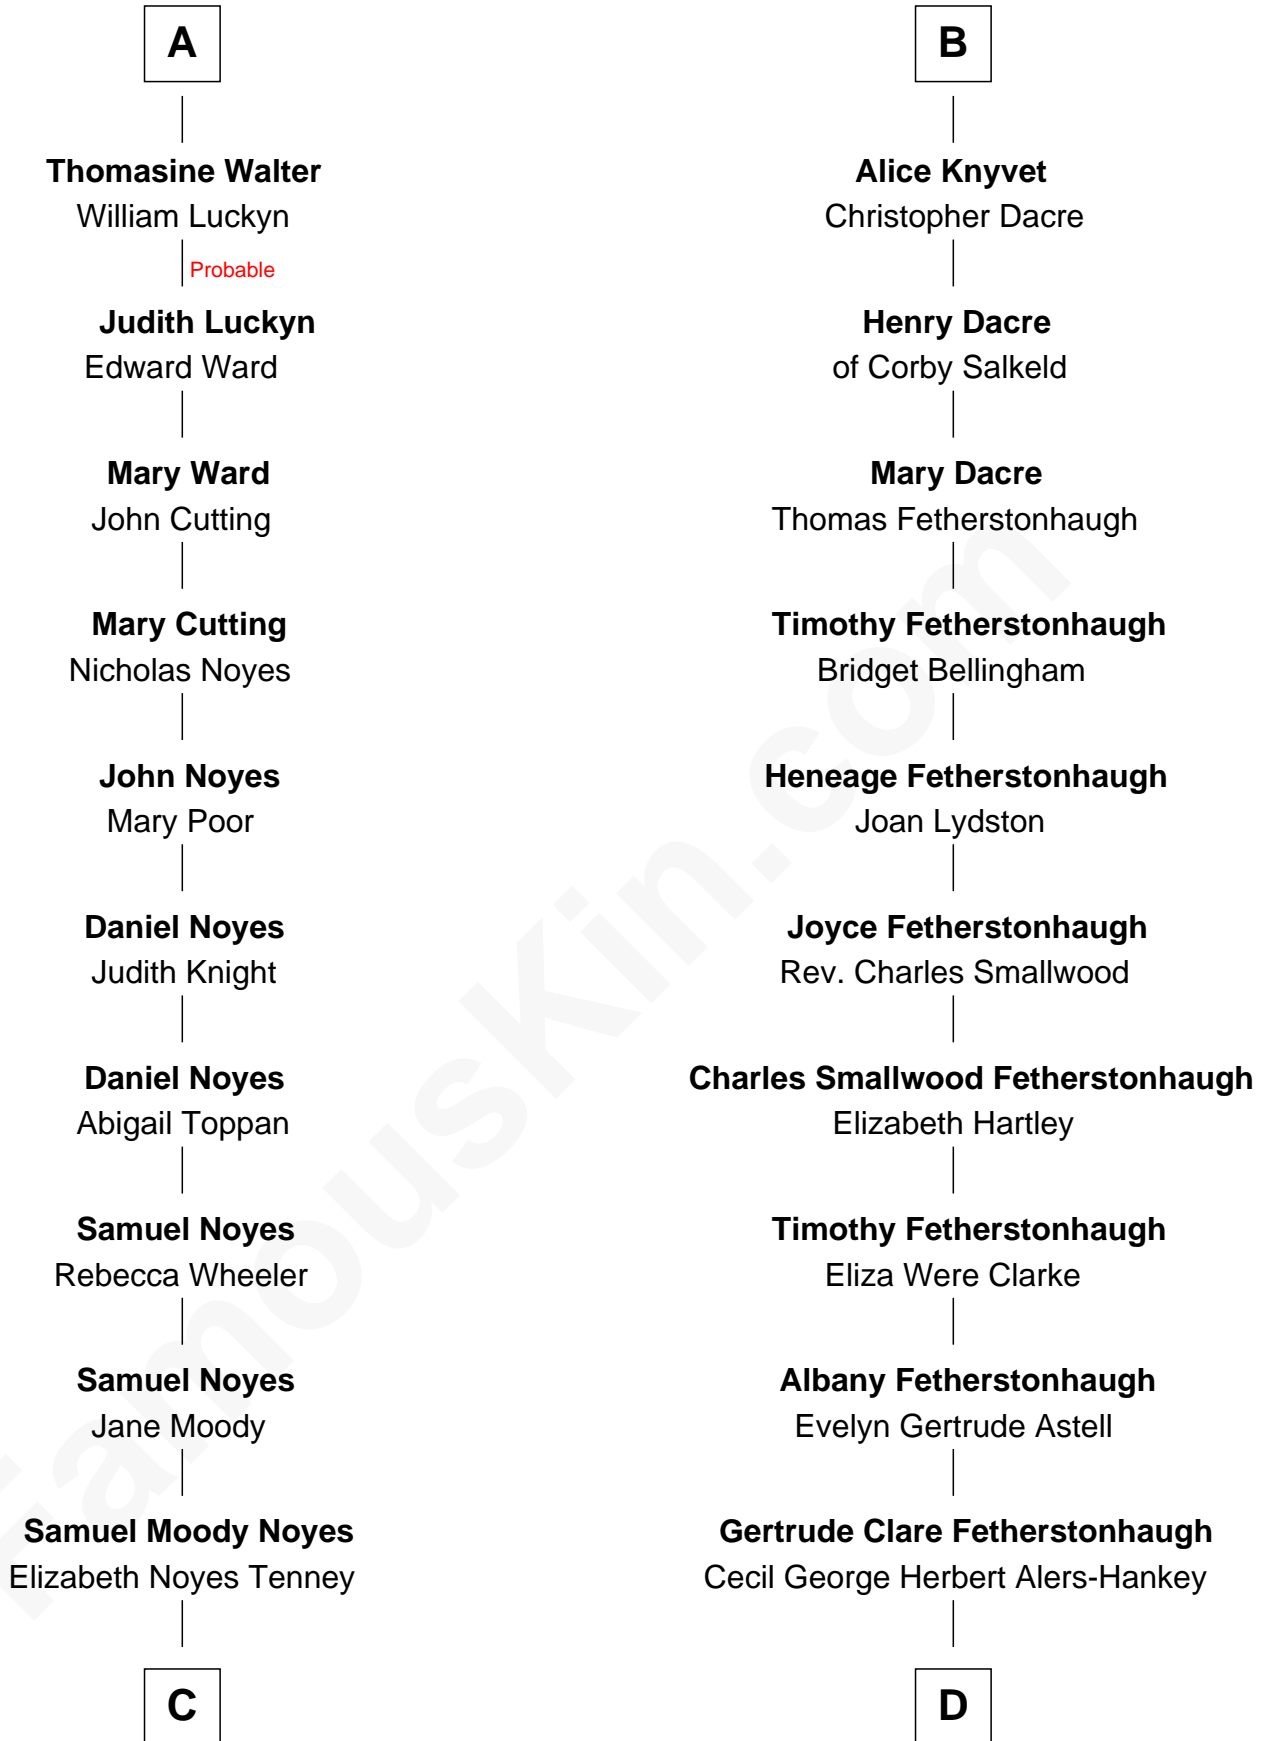 A
Thomasine Walter
William Luckyn
Probable
Judith Luckyn
Edward Ward
Mary Ward
John Cutting
Mary Cutting
Nicholas Noyes
John Noyes
Mary Poor
Daniel Noyes
Judith Knight
Daniel Noyes
Abigail Toppan
Samuel Noyes
Rebecca Wheeler
Samuel Noyes
Jane Moody
Samuel Moody Noyes
Elizabeth Noyes Tenney
C
B
Alice Knyvet
Christopher Dacre
Henry Dacre
of Corby Salkeld
Mary Dacre
Thomas Fetherstonhaugh
Timothy Fetherstonhaugh
Bridget Bellingham
Heneage Fetherstonhaugh
Joan Lydston
Joyce Fetherstonhaugh
Rev. Charles Smallwood
Charles Smallwood Fetherstonhaugh
Elizabeth Hartley
Timothy Fetherstonhaugh
Eliza Were Clarke
Albany Fetherstonhaugh
Evelyn Gertrude Astell
Gertrude Clare Fetherstonhaugh
Cecil George Herbert Alers-Hankey
D
FamousKin.com